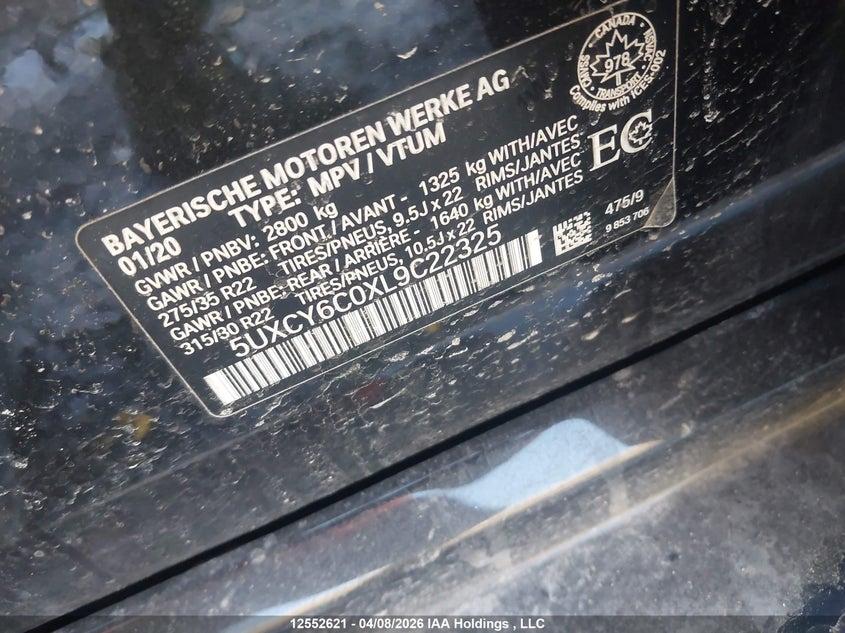 BAYERISCHE MOTOREN WERKE AG
01/20 TYPE: MPV / VTUM
GVWR / PNBV: 2800 kg
GAWR / PNBE: FRONT / AVANT - 1325 kg WITH/AVEC
275/35 R22 TIRES/PNEUS, 9.5J x 22 RIMS/JANTES
GAWR / PNBE: REAR / ARRIÈRE - 1640 kg WITH/AVEC
315/30 R22 TIRES/PNEUS, 10.5J x 22 RIMS/JANTES
5UXCY6C0XL9C22325
CANADA
978
TRANSPORT
Complies with ICES-002
EC
475/9
9 853 706
12552621 - 04/08/2026 IAA Holdings , LLC